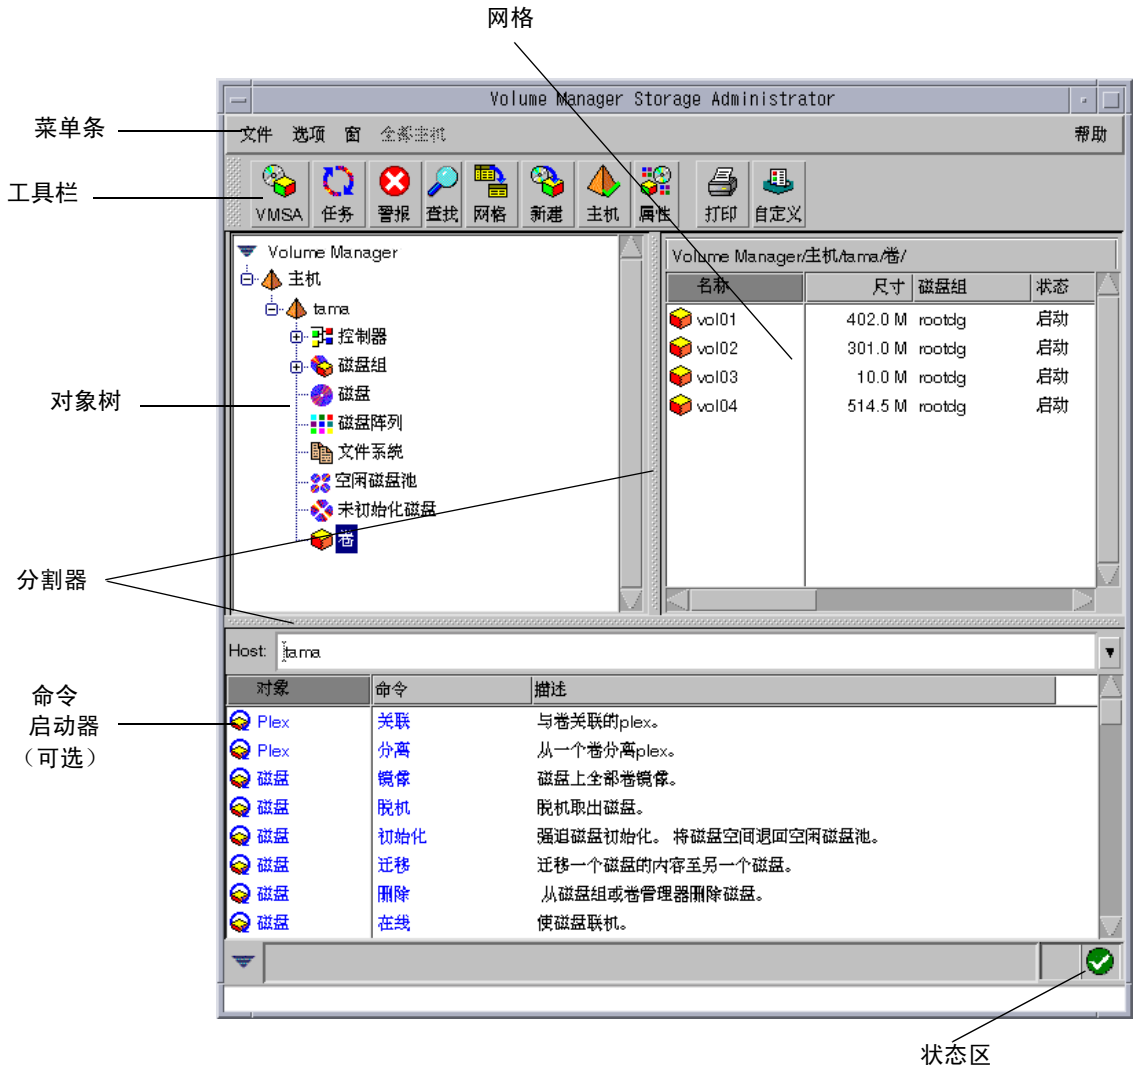 网格
Volume Manager Storage Administrator
菜单条
文件 选项 窗 全部主机 帮助
工具栏
VMSA 任务 警报 查找 网格 新建 主机 属性 打印 自定义
Volume Manager
主机
tama
控制器
磁盘组
磁盘
磁盘阵列
文件系统
空闲磁盘池
未初始化磁盘
卷
对象树
Volume Manager/主机/tama/卷/
名称 尺寸 磁盘组 状态
vol01 402.0 M rootdg 启动
vol02 301.0 M rootdg 启动
vol03 10.0 M rootdg 启动
vol04 514.5 M rootdg 启动
分割器
Host: tama
命令
启动器
（可选）
对象 命令 描述
Plex 关联 与卷关联的plex。
Plex 分离 从一个卷分离plex。
磁盘 镜像 磁盘上全部卷镜像。
磁盘 脱机 脱机取出磁盘。
磁盘 初始化 强迫磁盘初始化。 将磁盘空间退回空闲磁盘池。
磁盘 迁移 迁移一个磁盘的内容至另一个磁盘。
磁盘 删除 从磁盘组或卷管理器删除磁盘。
磁盘 在线 使磁盘联机。
状态区